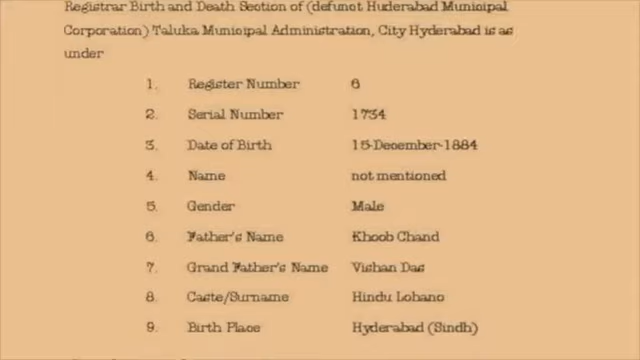 Registrar Birth and Death Section of (defunct Huderabad Municipal
Corporation) Taluka Municipal Administration, City Hyderabad is as
under
1. Register Number 6
2. Serial Number 1734
3. Date of Birth 15-December-1884
4. Name not mentioned
5. Gender Male
6. Father's Name Khoob Chand
7. Grand Father's Name Vishan Das
8. Caste/Surname Hindu Lohano
9. Birth Place Hyderabad (Sindh)